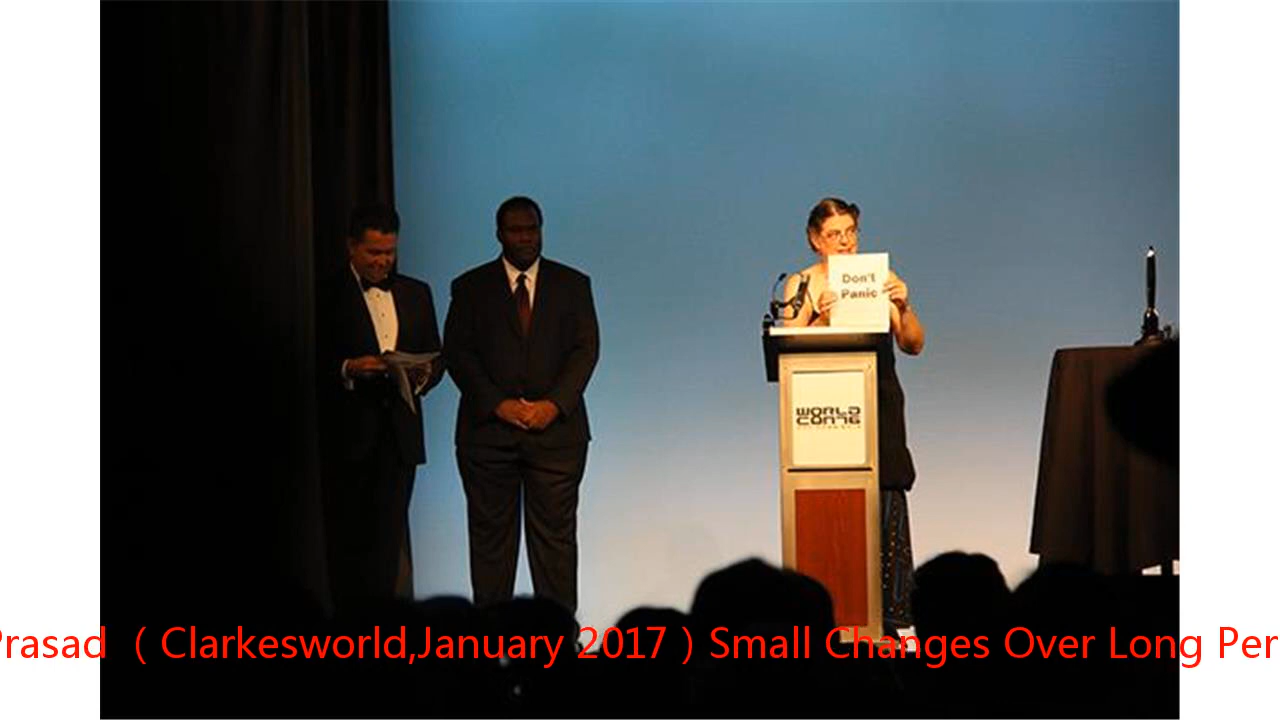 Don't
Panic
WORLD
CON76
Prasad （Clarkesworld,January 2017）Small Changes Over Long Per